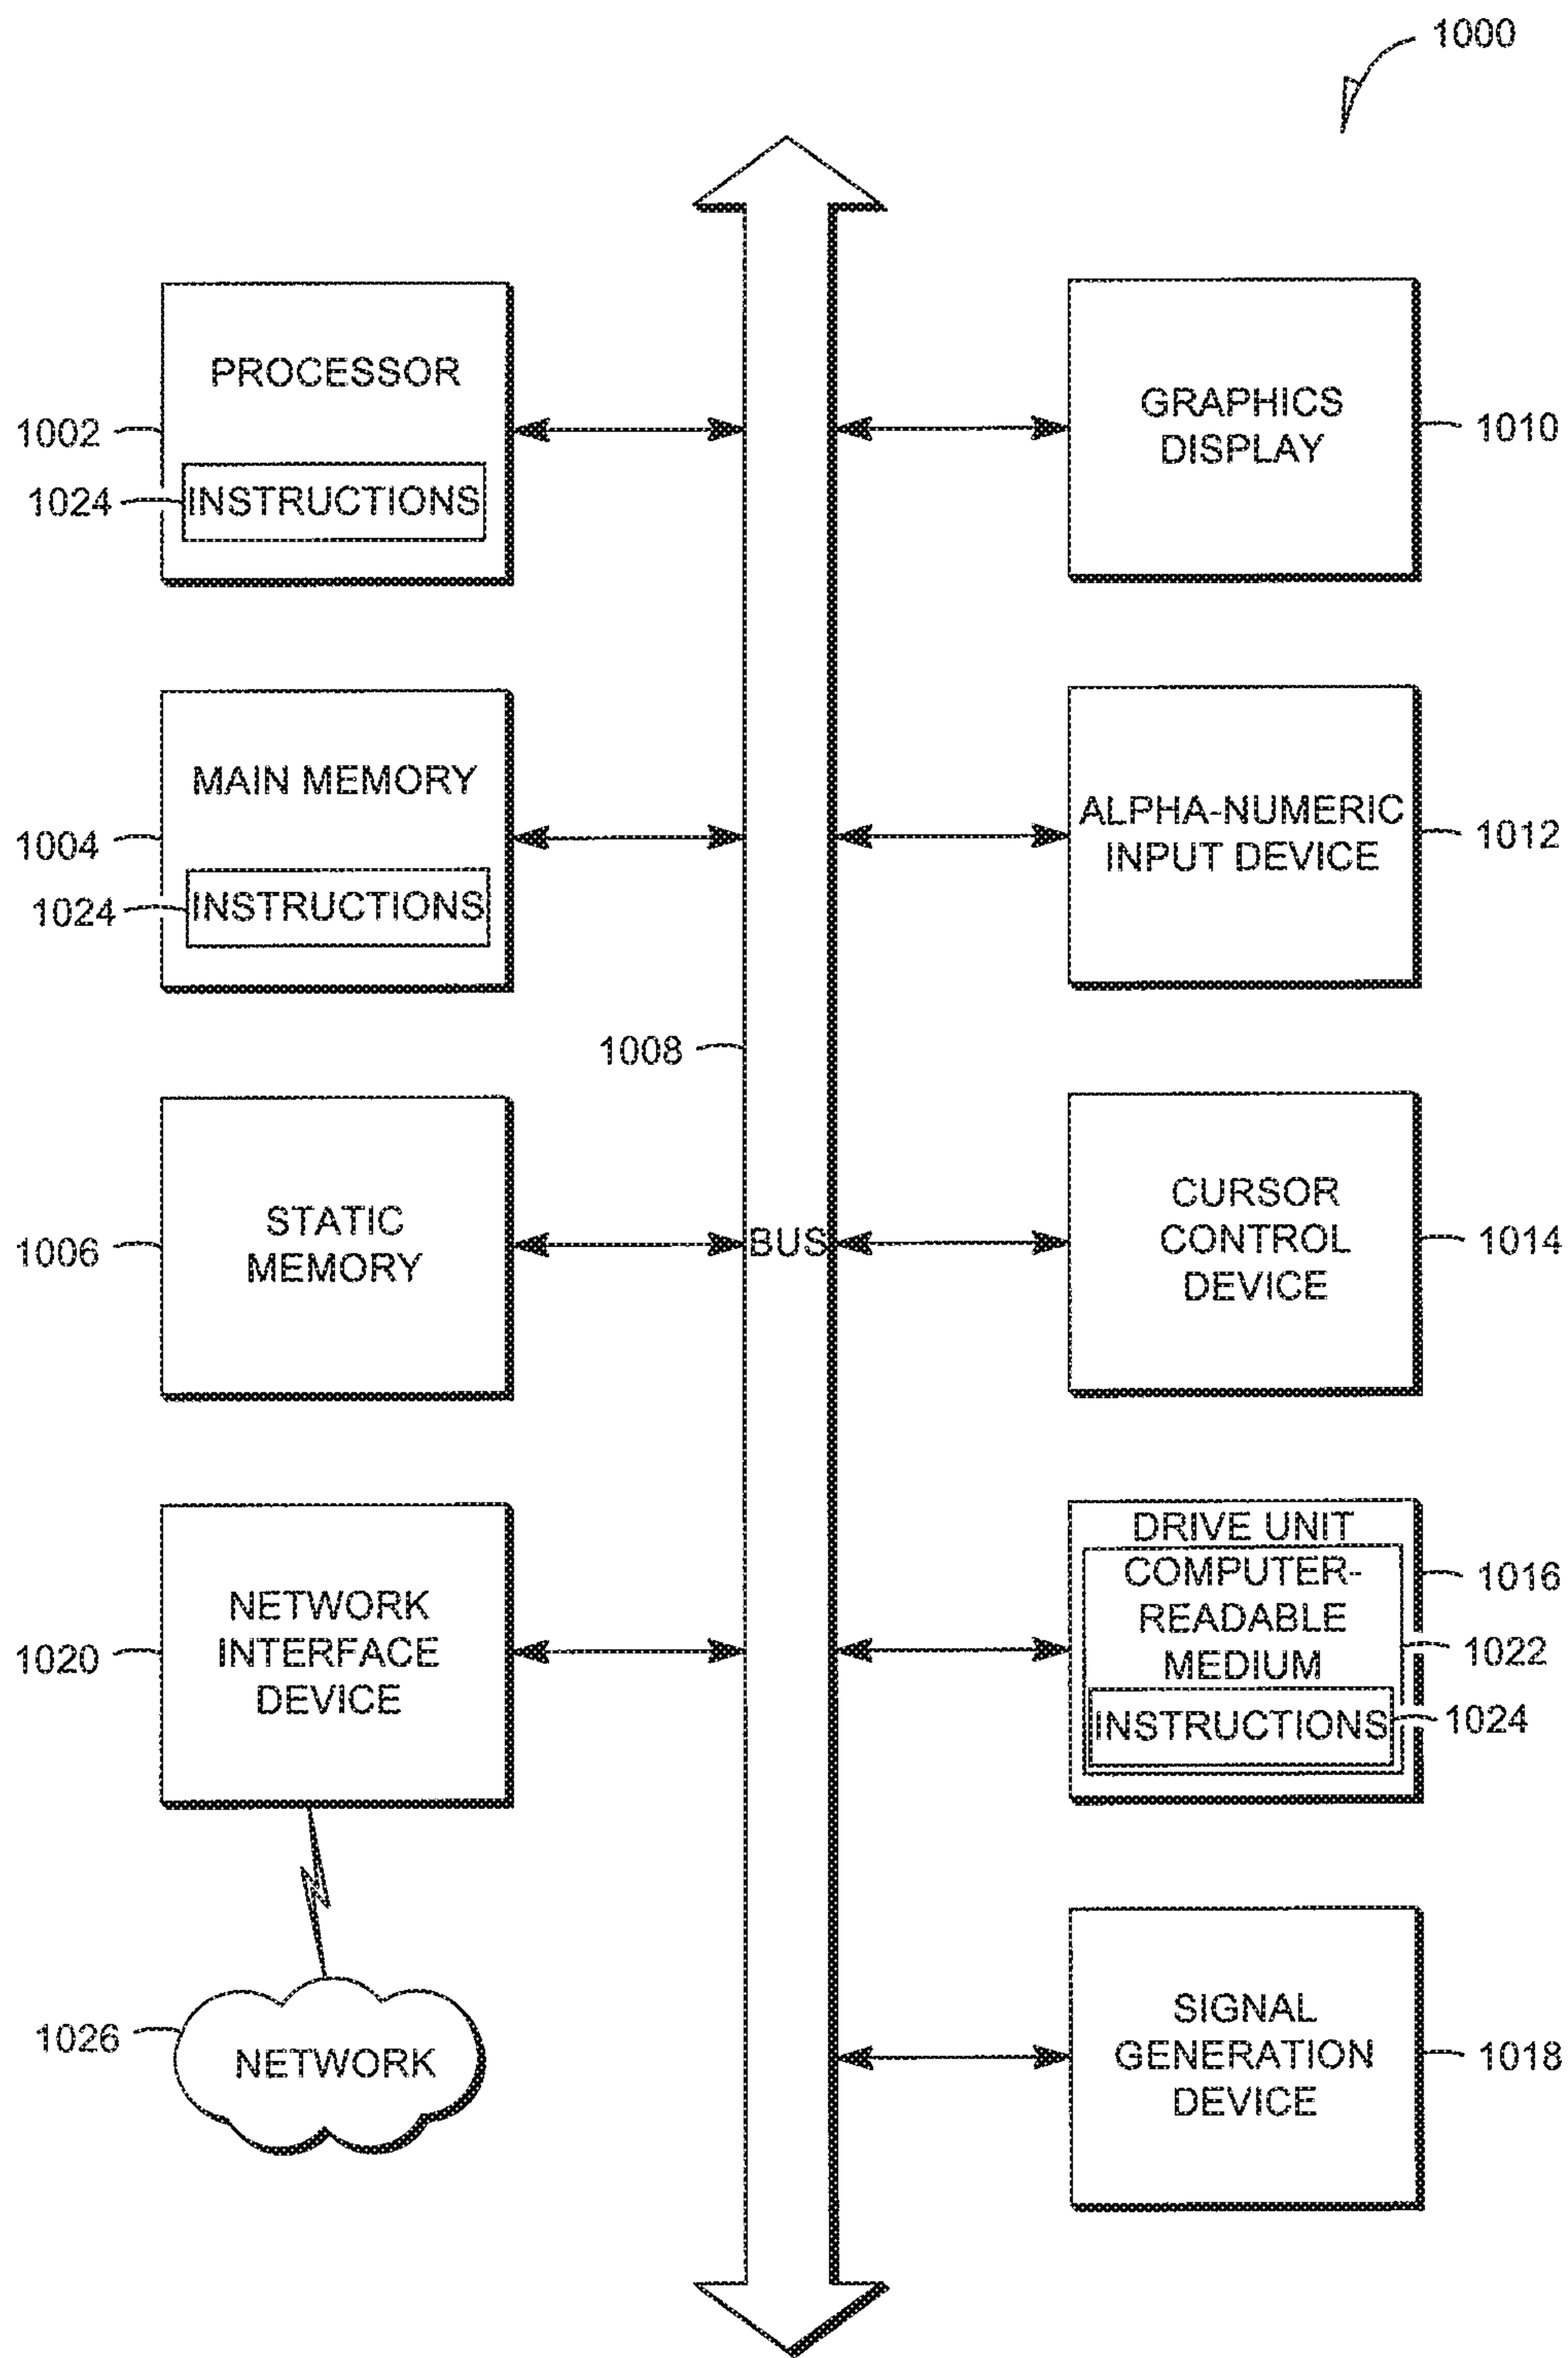 1000
PROCESSOR
1002
1024
INSTRUCTIONS
MAIN MEMORY
1004
1024
INSTRUCTIONS
1008
STATIC
MEMORY
1006
BUS
NETWORK
INTERFACE
DEVICE
1020
1026
NETWORK
GRAPHICS
DISPLAY
1010
ALPHA-NUMERIC
INPUT DEVICE
1012
CURSOR
CONTROL
DEVICE
1014
DRIVE UNIT
COMPUTER-
READABLE
MEDIUM
1016
1022
INSTRUCTIONS
1024
SIGNAL
GENERATION
DEVICE
1018